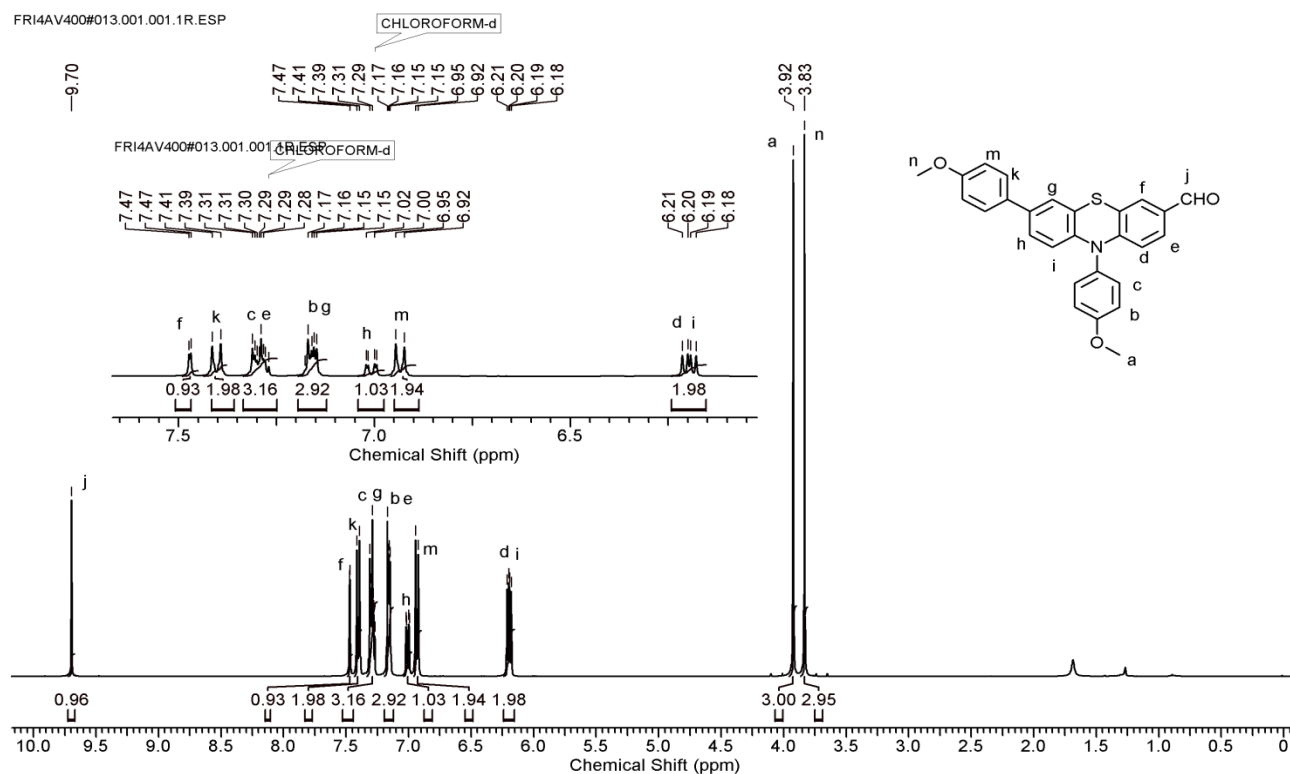 FRI4AV400#013.001.001.1R.ESP
CHLOROFORM-d
9.70
7.47 7.41 7.39 7.31 7.29 7.17 7.16 7.15 7.15 6.95 6.92 6.21 6.20 6.19 6.18
3.92 3.83
FRI4AV400#013.001.001.1R.ESP
CHLOROFORM-d
7.47 7.47 7.41 7.39 7.31 7.31 7.30 7.29 7.29 7.28 7.17 7.16 7.15 7.15 7.02 7.00 6.95 6.92 6.21 6.20 6.19 6.18
f k c e b g h m d i
0.93 1.98 3.16 2.92 1.03 1.94 1.98
7.5 7.0 6.5
Chemical Shift (ppm)
a n
n O m k g S f j CHO
h i N d e
c b O a
j f k c g b e h m d i
0.96 0.93 1.98 3.16 2.92 1.03 1.94 1.98 3.00 2.95
10.0 9.5 9.0 8.5 8.0 7.5 7.0 6.5 6.0 5.5 5.0 4.5 4.0 3.5 3.0 2.5 2.0 1.5 1.0 0.5 0
Chemical Shift (ppm)